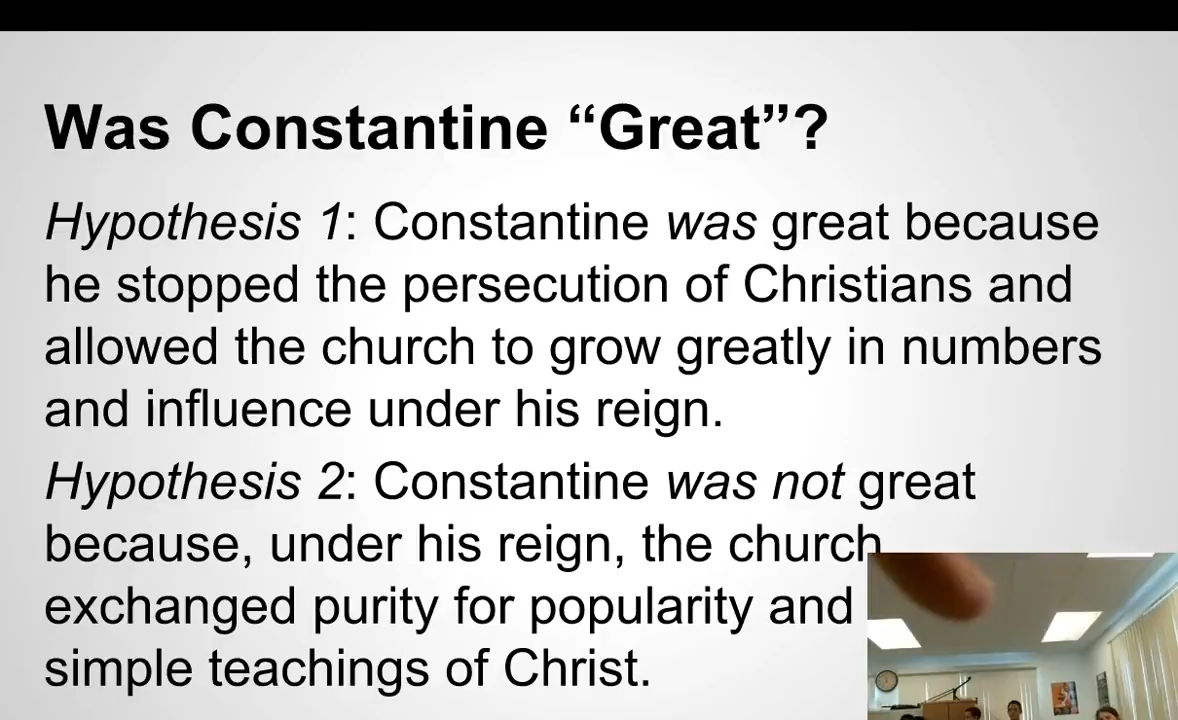 Was Constantine “Great”?
Hypothesis 1: Constantine was great because
he stopped the persecution of Christians and
allowed the church to grow greatly in numbers
and influence under his reign.
Hypothesis 2: Constantine was not great
because, under his reign, the church
exchanged purity for popularity and
simple teachings of Christ.